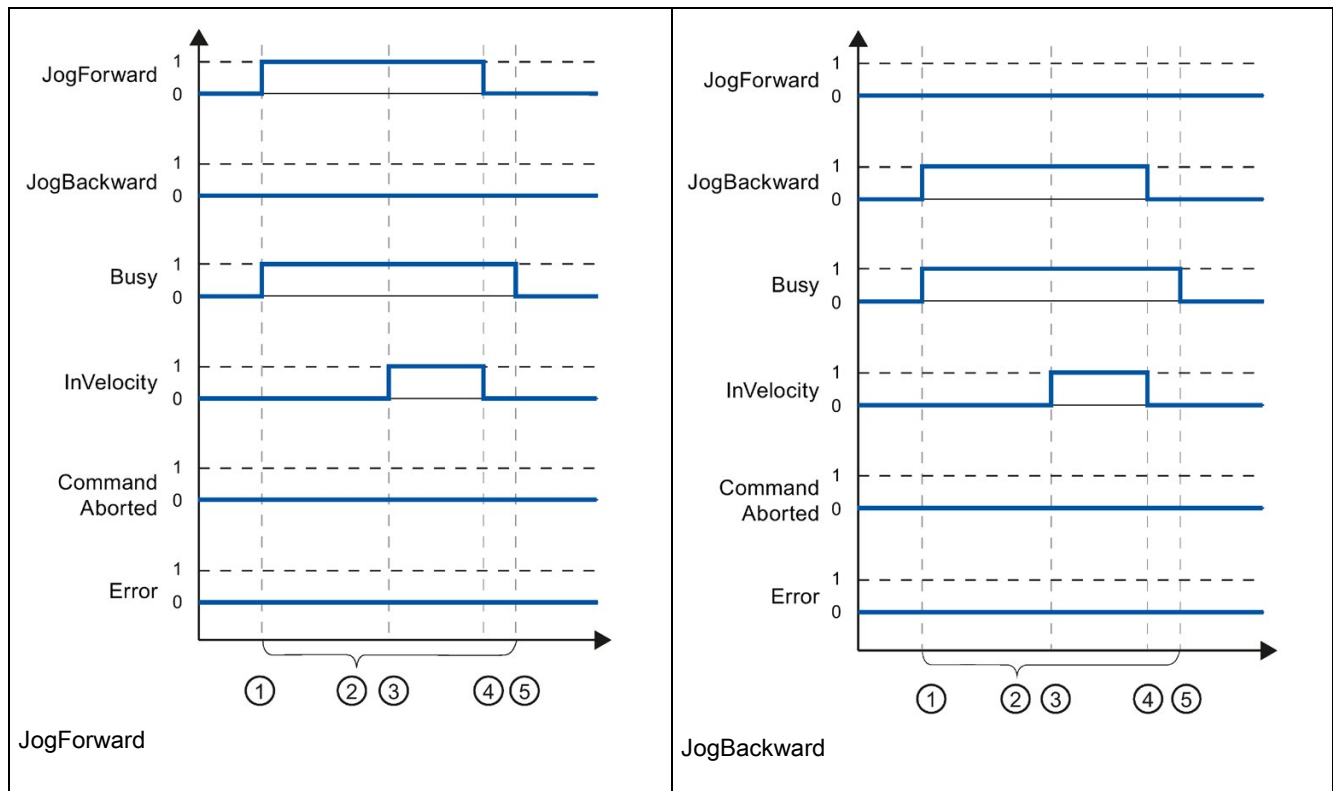 1
JogForward
0
1
JogBackward
0
1
Busy
0
1
InVelocity
0
1
Command
Aborted
0
1
Error
0
① ② ③ ④ ⑤
JogForward
1
JogForward
0
1
JogBackward
0
1
Busy
0
1
InVelocity
0
1
Command
Aborted
0
1
Error
0
① ② ③ ④ ⑤
JogBackward